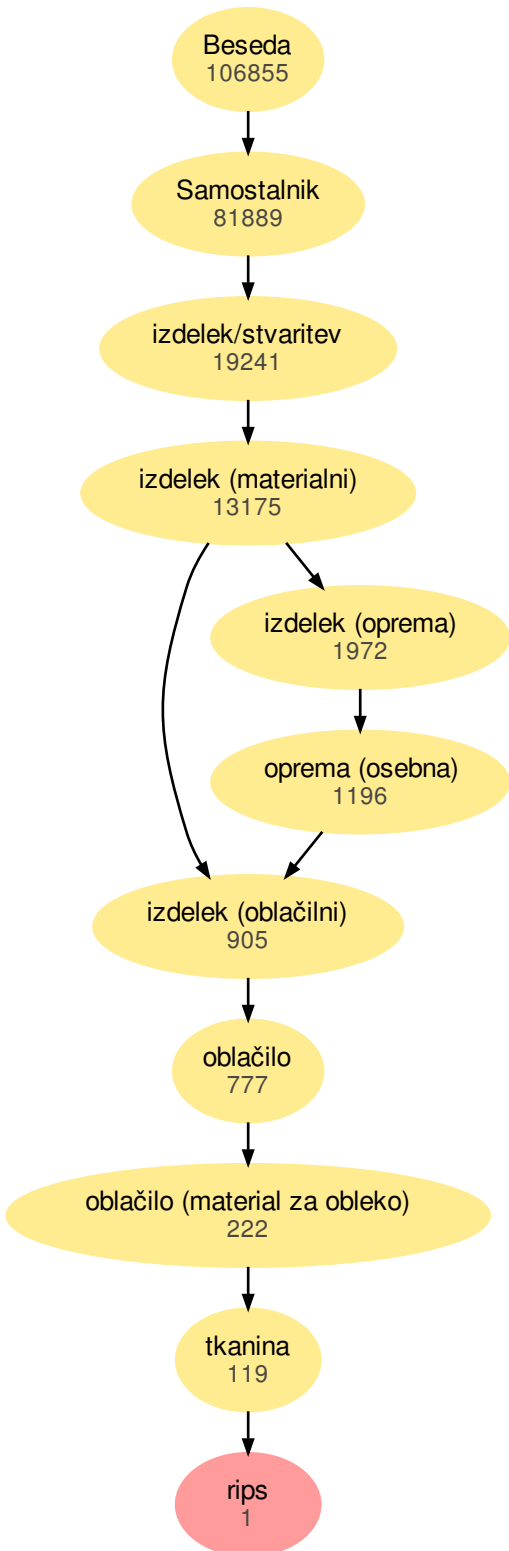 Beseda
106855
Samostalnik
81889
izdelek/stvaritev
19241
izdelek (materialni)
13175
izdelek (oprema)
1972
oprema (osebna)
1196
izdelek (oblačilni)
905
oblačilo
777
oblačilo (material za obleko)
222
tkanina
119
rips
1